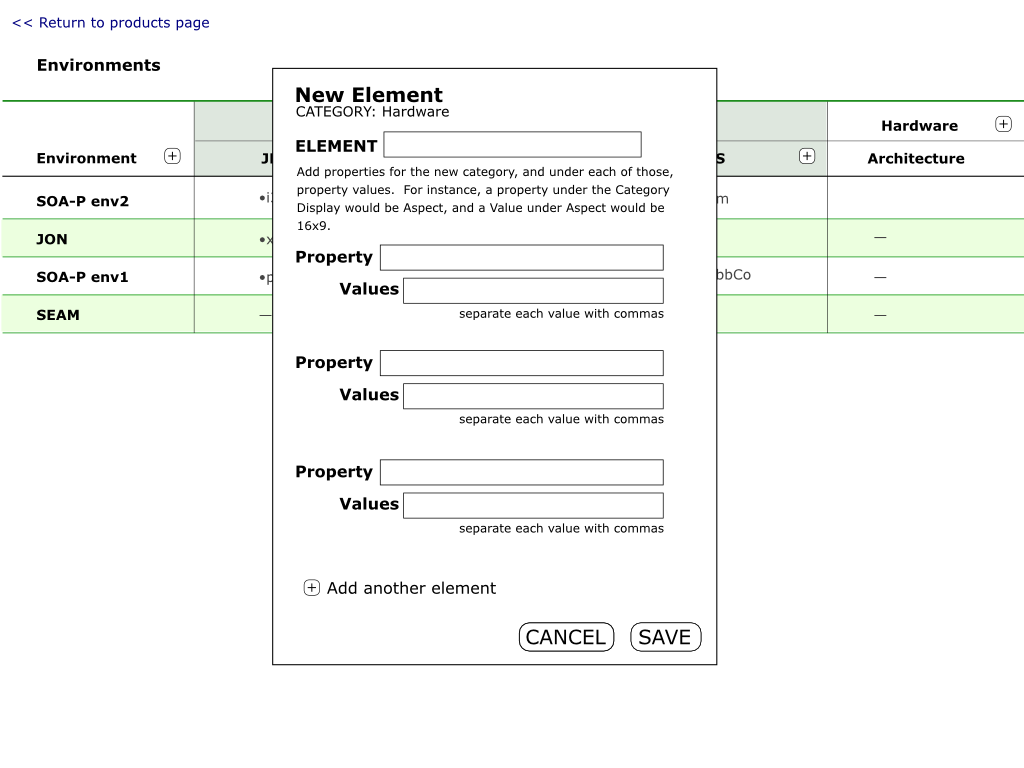 << Return to products page
Environments
New Element
CATEGORY: Hardware
ELEMENT
Add properties for the new category, and under each of those,
property values.  For instance, a property under the Category
Display would be Aspect, and a Value under Aspect would be
16x9.
Property
Values
separate each value with commas
Property
Values
separate each value with commas
Property
Values
separate each value with commas
+ Add another element
CANCEL SAVE
Hardware +
Environment + S + Architecture
SOA-P env2 m
JON —
SOA-P env1 bbCo —
SEAM — —